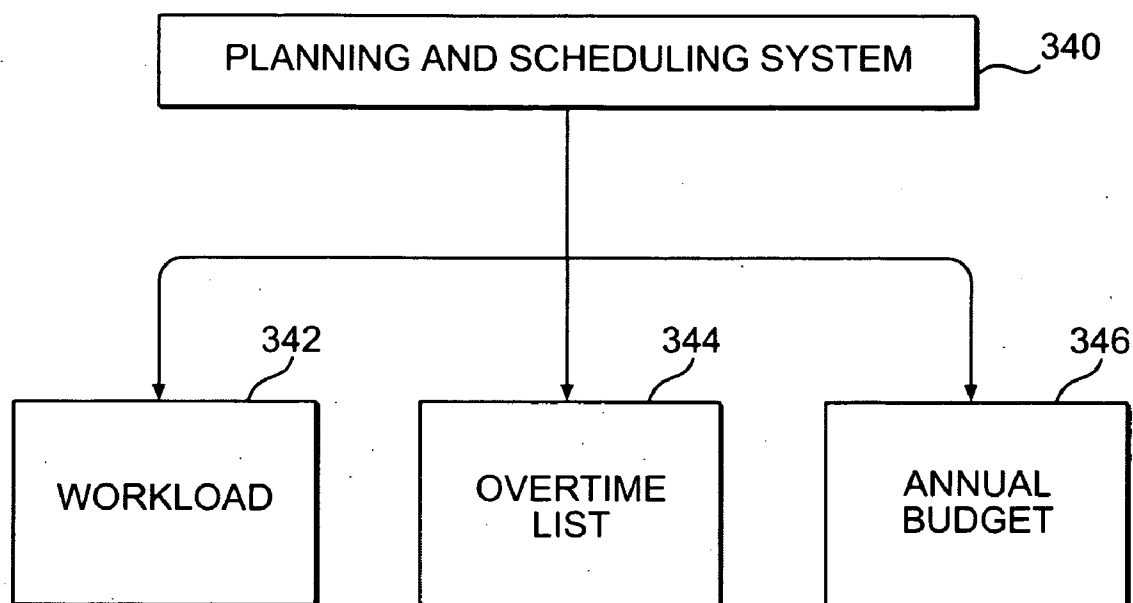 PLANNING AND SCHEDULING SYSTEM
340
342
344
346
WORKLOAD
OVERTIME
LIST
ANNUAL
BUDGET